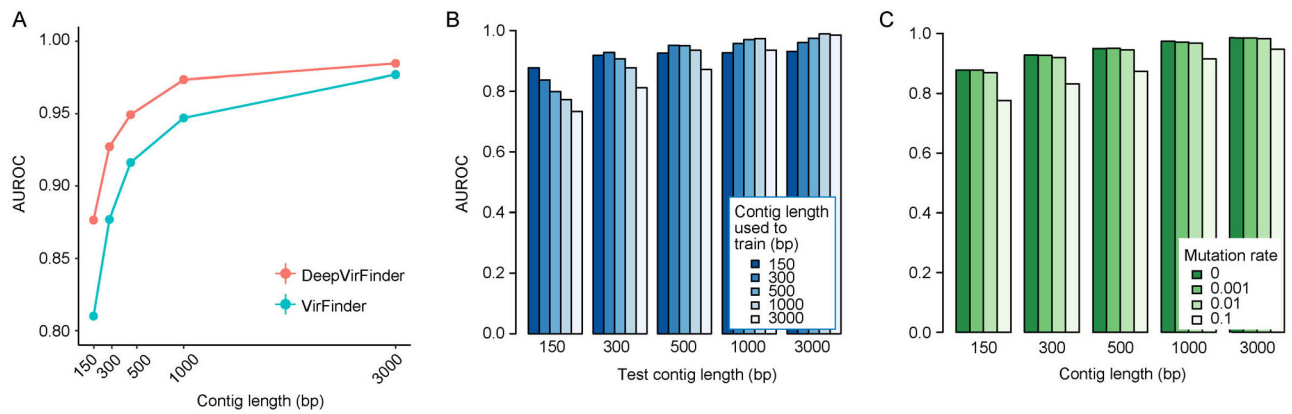 A
1.00
0.95
0.90
0.85
0.80
AUROC
DeepVirFinder
VirFinder
150
300
500
1000
3000
Contig length (bp)
B
1.0
0.8
0.6
0.4
0.2
0.0
AUROC
Contig length
used to
train (bp)
150
300
500
1000
3000
150
300
500
1000
3000
Test contig length (bp)
C
1.0
0.8
0.6
0.4
0.2
0.0
AUROC
Mutation rate
0
0.001
0.01
0.1
150
300
500
1000
3000
Contig length (bp)